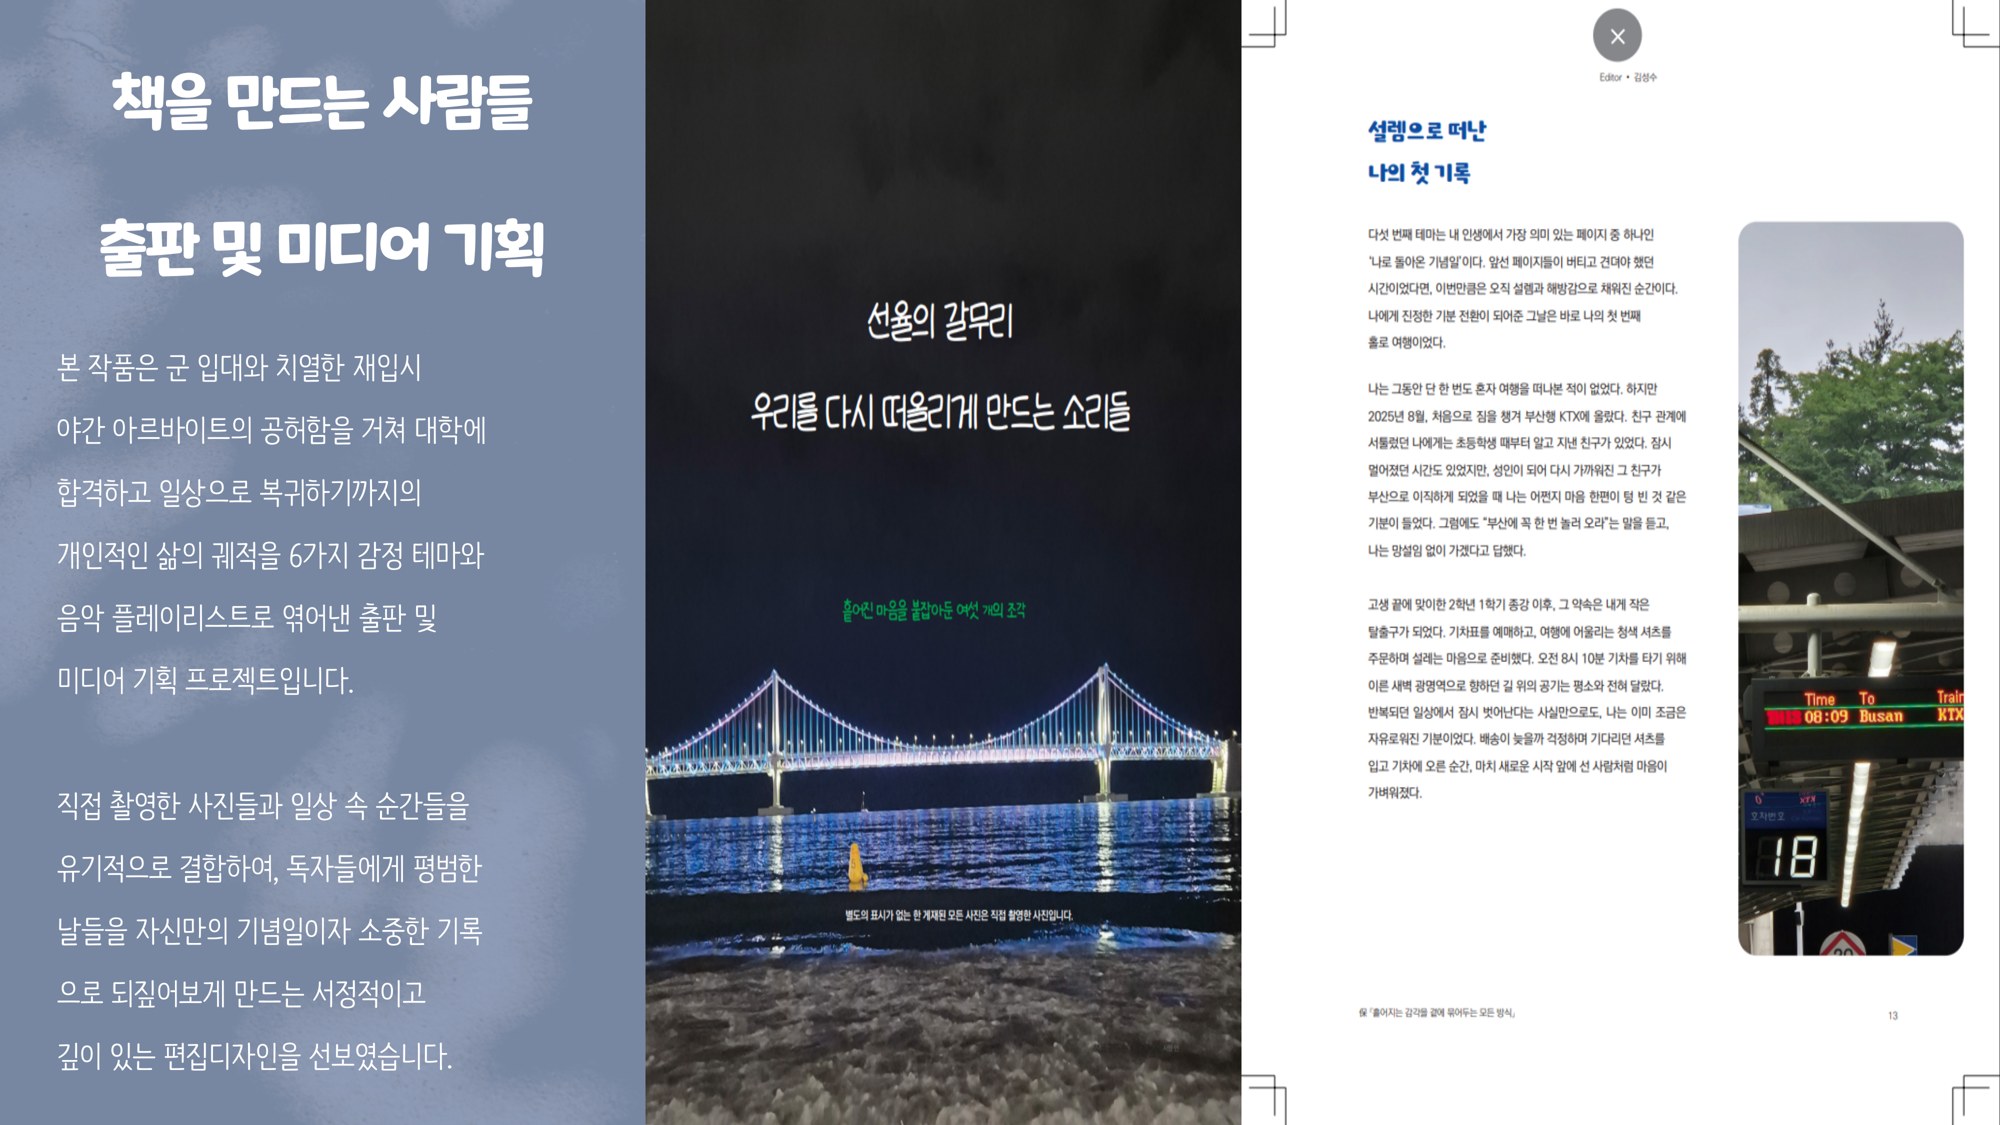 책을 만드는 사람들
출판 및 미디어 기획
본 작품은 군 입대와 치열한 재입시
야간 아르바이트의 공허함을 거쳐 대학에
합격하고 일상으로 복귀하기까지의
개인적인 삶의 궤적을 6가지 감정 테마와
음악 플레이리스트로 엮어낸 출판 및
미디어 기획 프로젝트입니다.
직접 촬영한 사진들과 일상 속 순간들을
유기적으로 결합하여, 독자들에게 평범한
날들을 자신만의 기념일이자 소중한 기록
으로 되짚어보게 만드는 서정적이고
깊이 있는 편집디자인을 선보였습니다.
선율의 갈무리
우리를 다시 떠올리게 만드는 소리들
흩어진 마음을 붙잡아둔 여섯 개의 조각
별도의 표시가 없는 한 게재된 모든 사진은 직접 촬영한 사진입니다.
Editor • 김성수
설렘으로 떠난
나의 첫 기록
다섯 번째 테마는 내 인생에서 가장 의미 있는 페이지 중 하나인
'나로 돌아온 기념일'이다. 앞선 페이지들이 버티고 견뎌야 했던
시간이었다면, 이번만큼은 오직 설렘과 해방감으로 채워진 순간이다.
나에게 진정한 기분 전환이 되어준 그날은 바로 나의 첫 번째
홀로 여행이었다.
나는 그동안 단 한 번도 혼자 여행을 떠나본 적이 없었다. 하지만
2025년 8월, 처음으로 짐을 챙겨 부산행 KTX에 올랐다. 친구 관계에
서툴렀던 나에게는 초등학생 때부터 알고 지낸 친구가 있었다. 잠시
멀어졌던 시간도 있었지만, 성인이 되어 다시 가까워진 그 친구가
부산으로 이직하게 되었을 때 나는 어쩐지 마음 한편이 텅 빈 것 같은
기분이 들었다. 그럼에도 "부산에 꼭 한 번 놀러 오라"는 말을 듣고,
나는 망설임 없이 가겠다고 답했다.
고생 끝에 맞이한 2학년 1학기 종강 이후, 그 약속은 내게 작은
탈출구가 되었다. 기차표를 예매하고, 여행에 어울리는 청색 셔츠를
주문하며 설레는 마음으로 준비했다. 오전 8시 10분 기차를 타기 위해
이른 새벽 광명역으로 향하던 길 위의 공기는 평소와 전혀 달랐다.
반복되던 일상에서 잠시 벗어난다는 사실만으로도, 나는 이미 조금은
자유로워진 기분이었다. 배송이 늦을까 걱정하며 기다리던 셔츠를
입고 기차에 오른 순간, 마치 새로운 시작 앞에 선 사람처럼 마음이
가벼워졌다.
Time To Train
08:09 Busan KTX
KTX
호차번호
18
保「흩어지는 감각을 곁에 묶어두는 모든 방식」
13